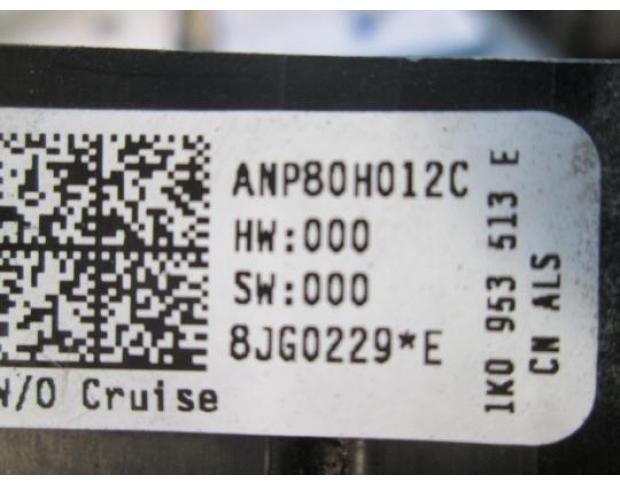 ANP80H012C
HW:000
SW:000
8JG0229*E
W/O Cruise
1K0 953 513 E
CN ALS